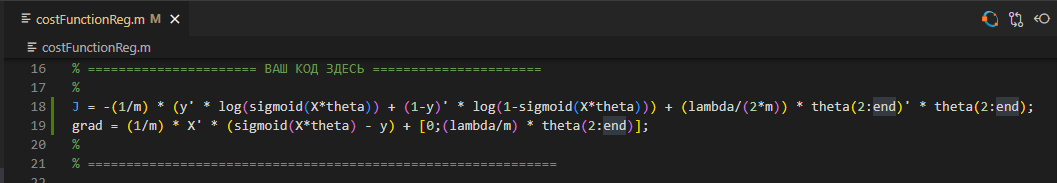 costFunctionReg.m M
costFunctionReg.m
16 % ====================== ВАШ КОД ЗДЕСЬ ======================
17 %
18 J = -(1/m) * (y' * log(sigmoid(X*theta)) + (1-y)' * log(1-sigmoid(X*theta))) + (lambda/(2*m)) * theta(2:end)' * theta(2:end);
19 grad = (1/m) * X' * (sigmoid(X*theta) - y) + [0;(lambda/m) * theta(2:end)];
20 %
21 % =============================================================